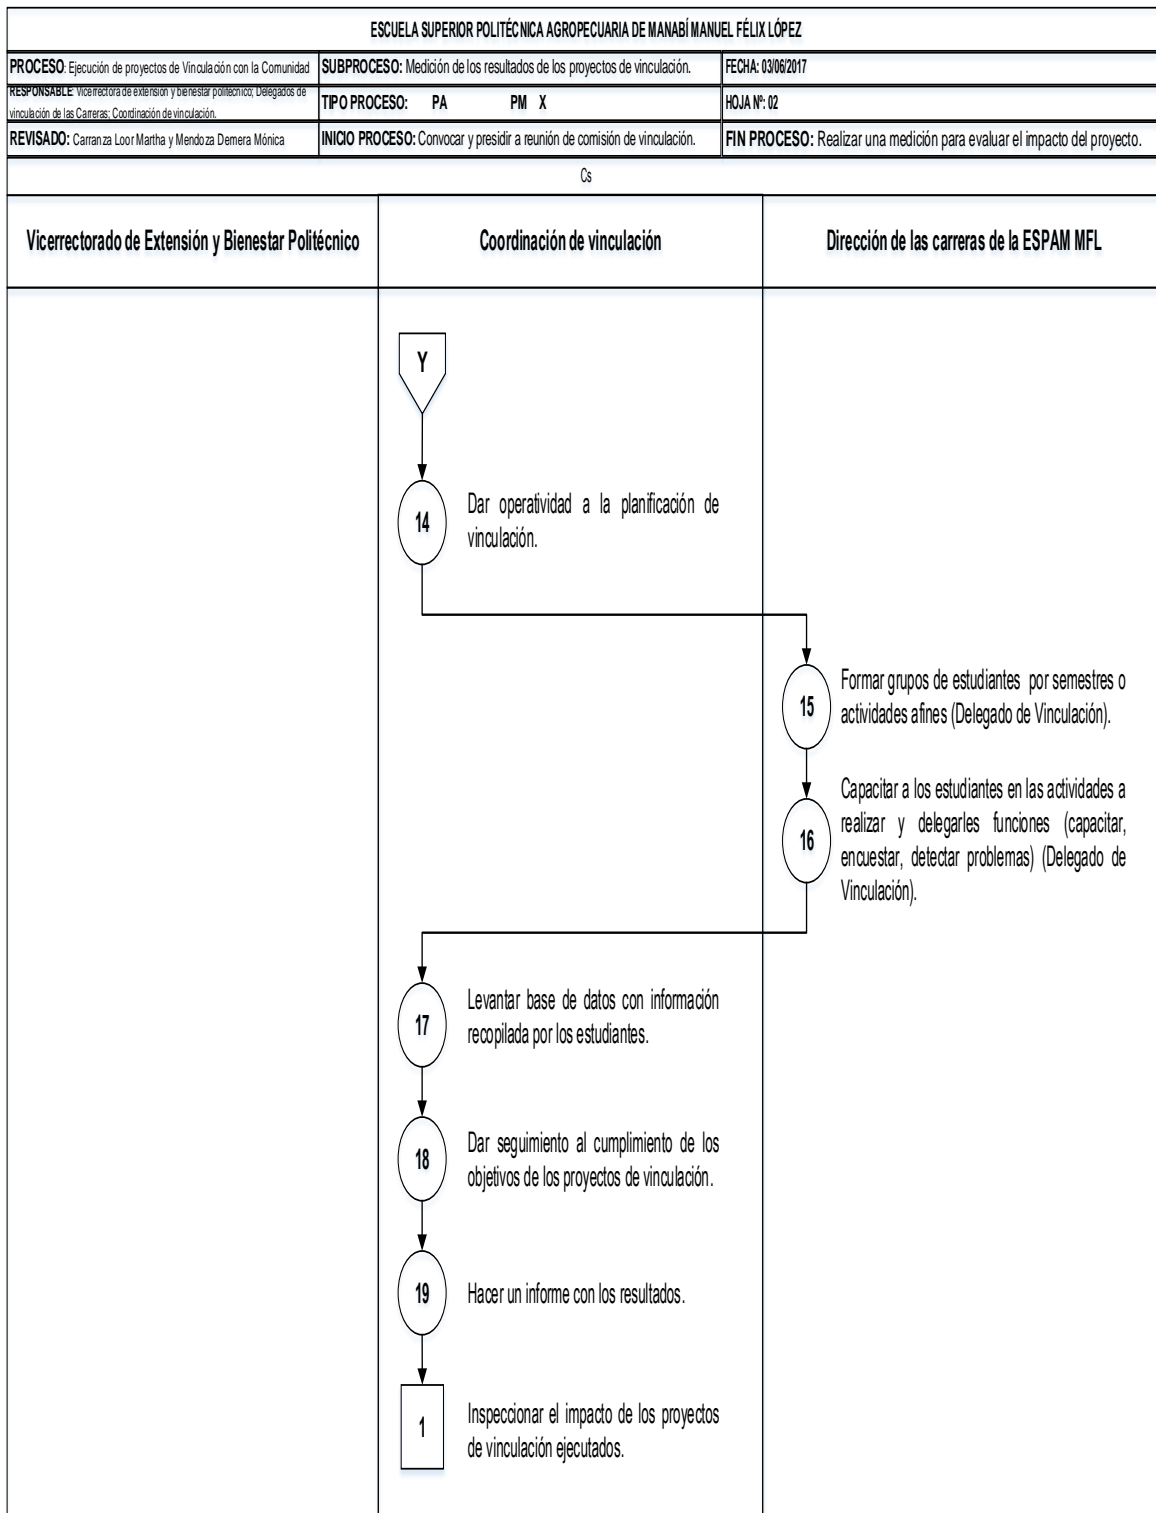 ESCUELA SUPERIOR POLITÉCNICA AGROPECUARIA DE MANABÍ MANUEL FÉLIX LÓPEZ
PROCESO: Ejecución de proyectos de Vinculación con la Comunidad
SUBPROCESO: Medición de los resultados de los proyectos de vinculación.
FECHA: 03/06/2017
RESPONSABLE: Vicerrectora de extensión y bienestar politécnico; Delegados de
vinculación de las Carreras; Coordinación de vinculación.
TIPO PROCESO: PA PM X
HOJA Nº: 02
REVISADO: Carranza Loor Martha y Mendoza Demera Mónica
INICIO PROCESO: Convocar y presidir a reunión de comisión de vinculación.
FIN PROCESO: Realizar una medición para evaluar el impacto del proyecto.
Cs
Vicerrectorado de Extensión y Bienestar Politécnico
Coordinación de vinculación
Dirección de las carreras de la ESPAM MFL
Y
14
Dar operatividad a la planificación de
vinculación.
15
Formar grupos de estudiantes por semestres o
actividades afines (Delegado de Vinculación).
16
Capacitar a los estudiantes en las actividades a
realizar y delegarles funciones (capacitar,
encuestar, detectar problemas) (Delegado de
Vinculación).
17
Levantar base de datos con información
recopilada por los estudiantes.
18
Dar seguimiento al cumplimiento de los
objetivos de los proyectos de vinculación.
19
Hacer un informe con los resultados.
1
Inspeccionar el impacto de los proyectos
de vinculación ejecutados.